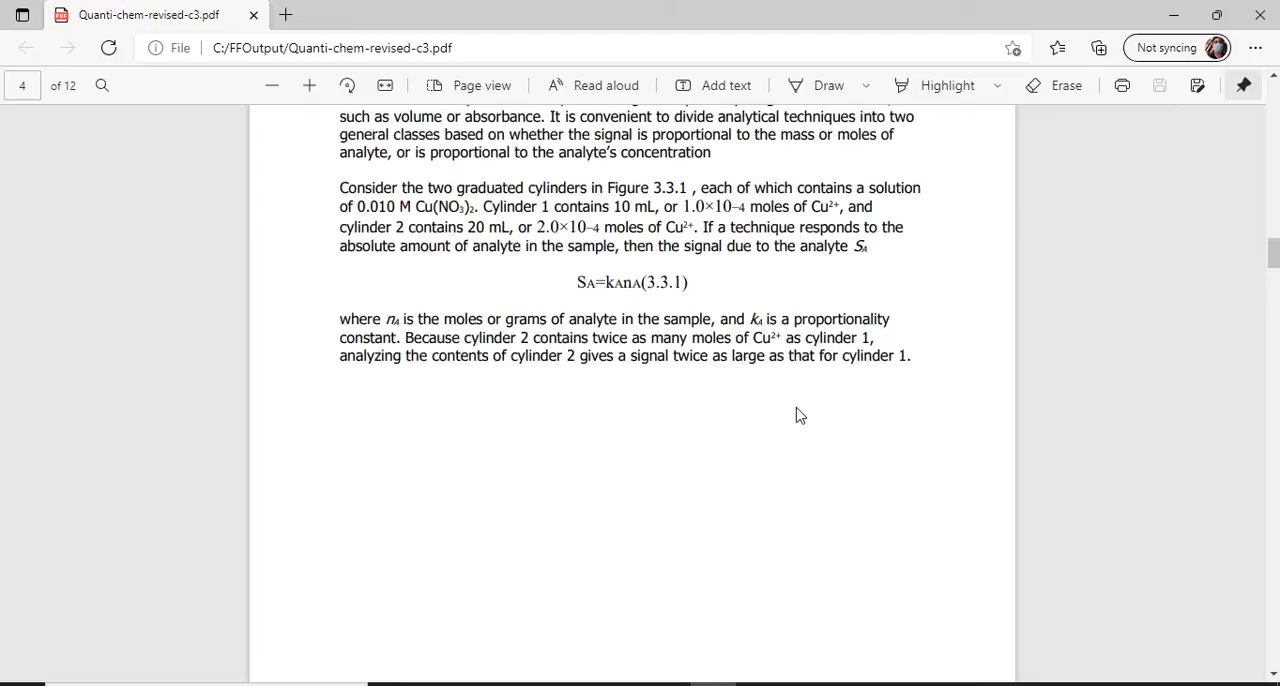 Quanti-chem-revised-c3.pdf
File C:/FFOutput/Quanti-chem-revised-c3.pdf Not syncing
4 of 12 Page view Read aloud Add text Draw Highlight Erase
such as volume or absorbance. It is convenient to divide analytical techniques into two
general classes based on whether the signal is proportional to the mass or moles of
analyte, or is proportional to the analyte's concentration
Consider the two graduated cylinders in Figure 3.3.1 , each of which contains a solution
of 0.010 M Cu(NO₃)₂. Cylinder 1 contains 10 mL, or 1.0×10−4 moles of Cu²⁺, and
cylinder 2 contains 20 mL, or 2.0×10−4 moles of Cu²⁺. If a technique responds to the
absolute amount of analyte in the sample, then the signal due to the analyte SA
SA=kAnA(3.3.1)
where nA is the moles or grams of analyte in the sample, and kA is a proportionality
constant. Because cylinder 2 contains twice as many moles of Cu²⁺ as cylinder 1,
analyzing the contents of cylinder 2 gives a signal twice as large as that for cylinder 1.